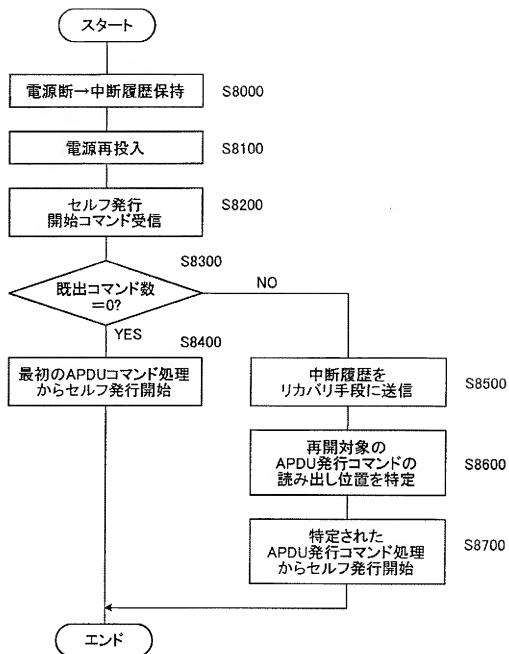 スタート
電源断→中断履歴保持
S8000
電源再投入
S8100
セルフ発行
開始コマンド受信
S8200
S8300
既出コマンド数
=0?
NO
YES
S8400
最初のAPDUコマンド処理
からセルフ発行開始
中断履歴を
リカバリ手段に送信
S8500
再開対象の
APDU発行コマンドの
読み出し位置を特定
S8600
特定された
APDU発行コマンド処理
からセルフ発行開始
S8700
エンド